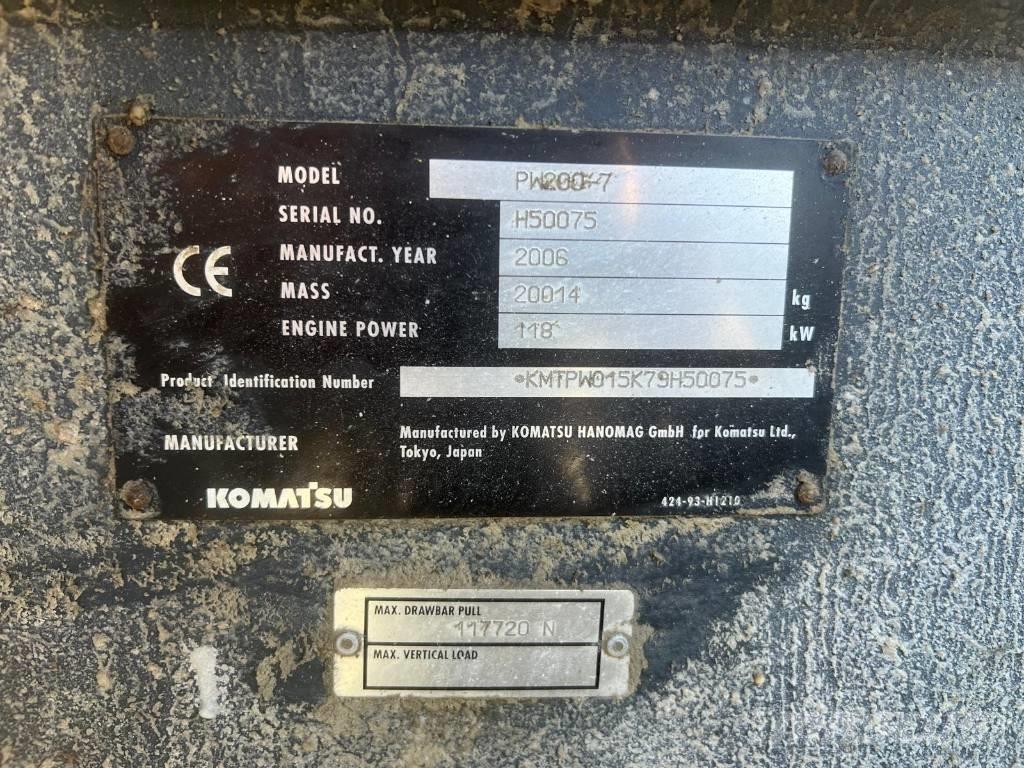 MODEL PW200-7
SERIAL NO. H50075
MANUFACT. YEAR 2006
CE
MASS 20014 kg
ENGINE POWER 118 kW
Product Identification Number *KMTPW015K79H50075*
MANUFACTURER Manufactured by KOMATSU HANOMAG GmbH for Komatsu Ltd.,
Tokyo, Japan
KOMATSU 424-93-H1210
MAX. DRAWBAR PULL
117720 N
MAX. VERTICAL LOAD